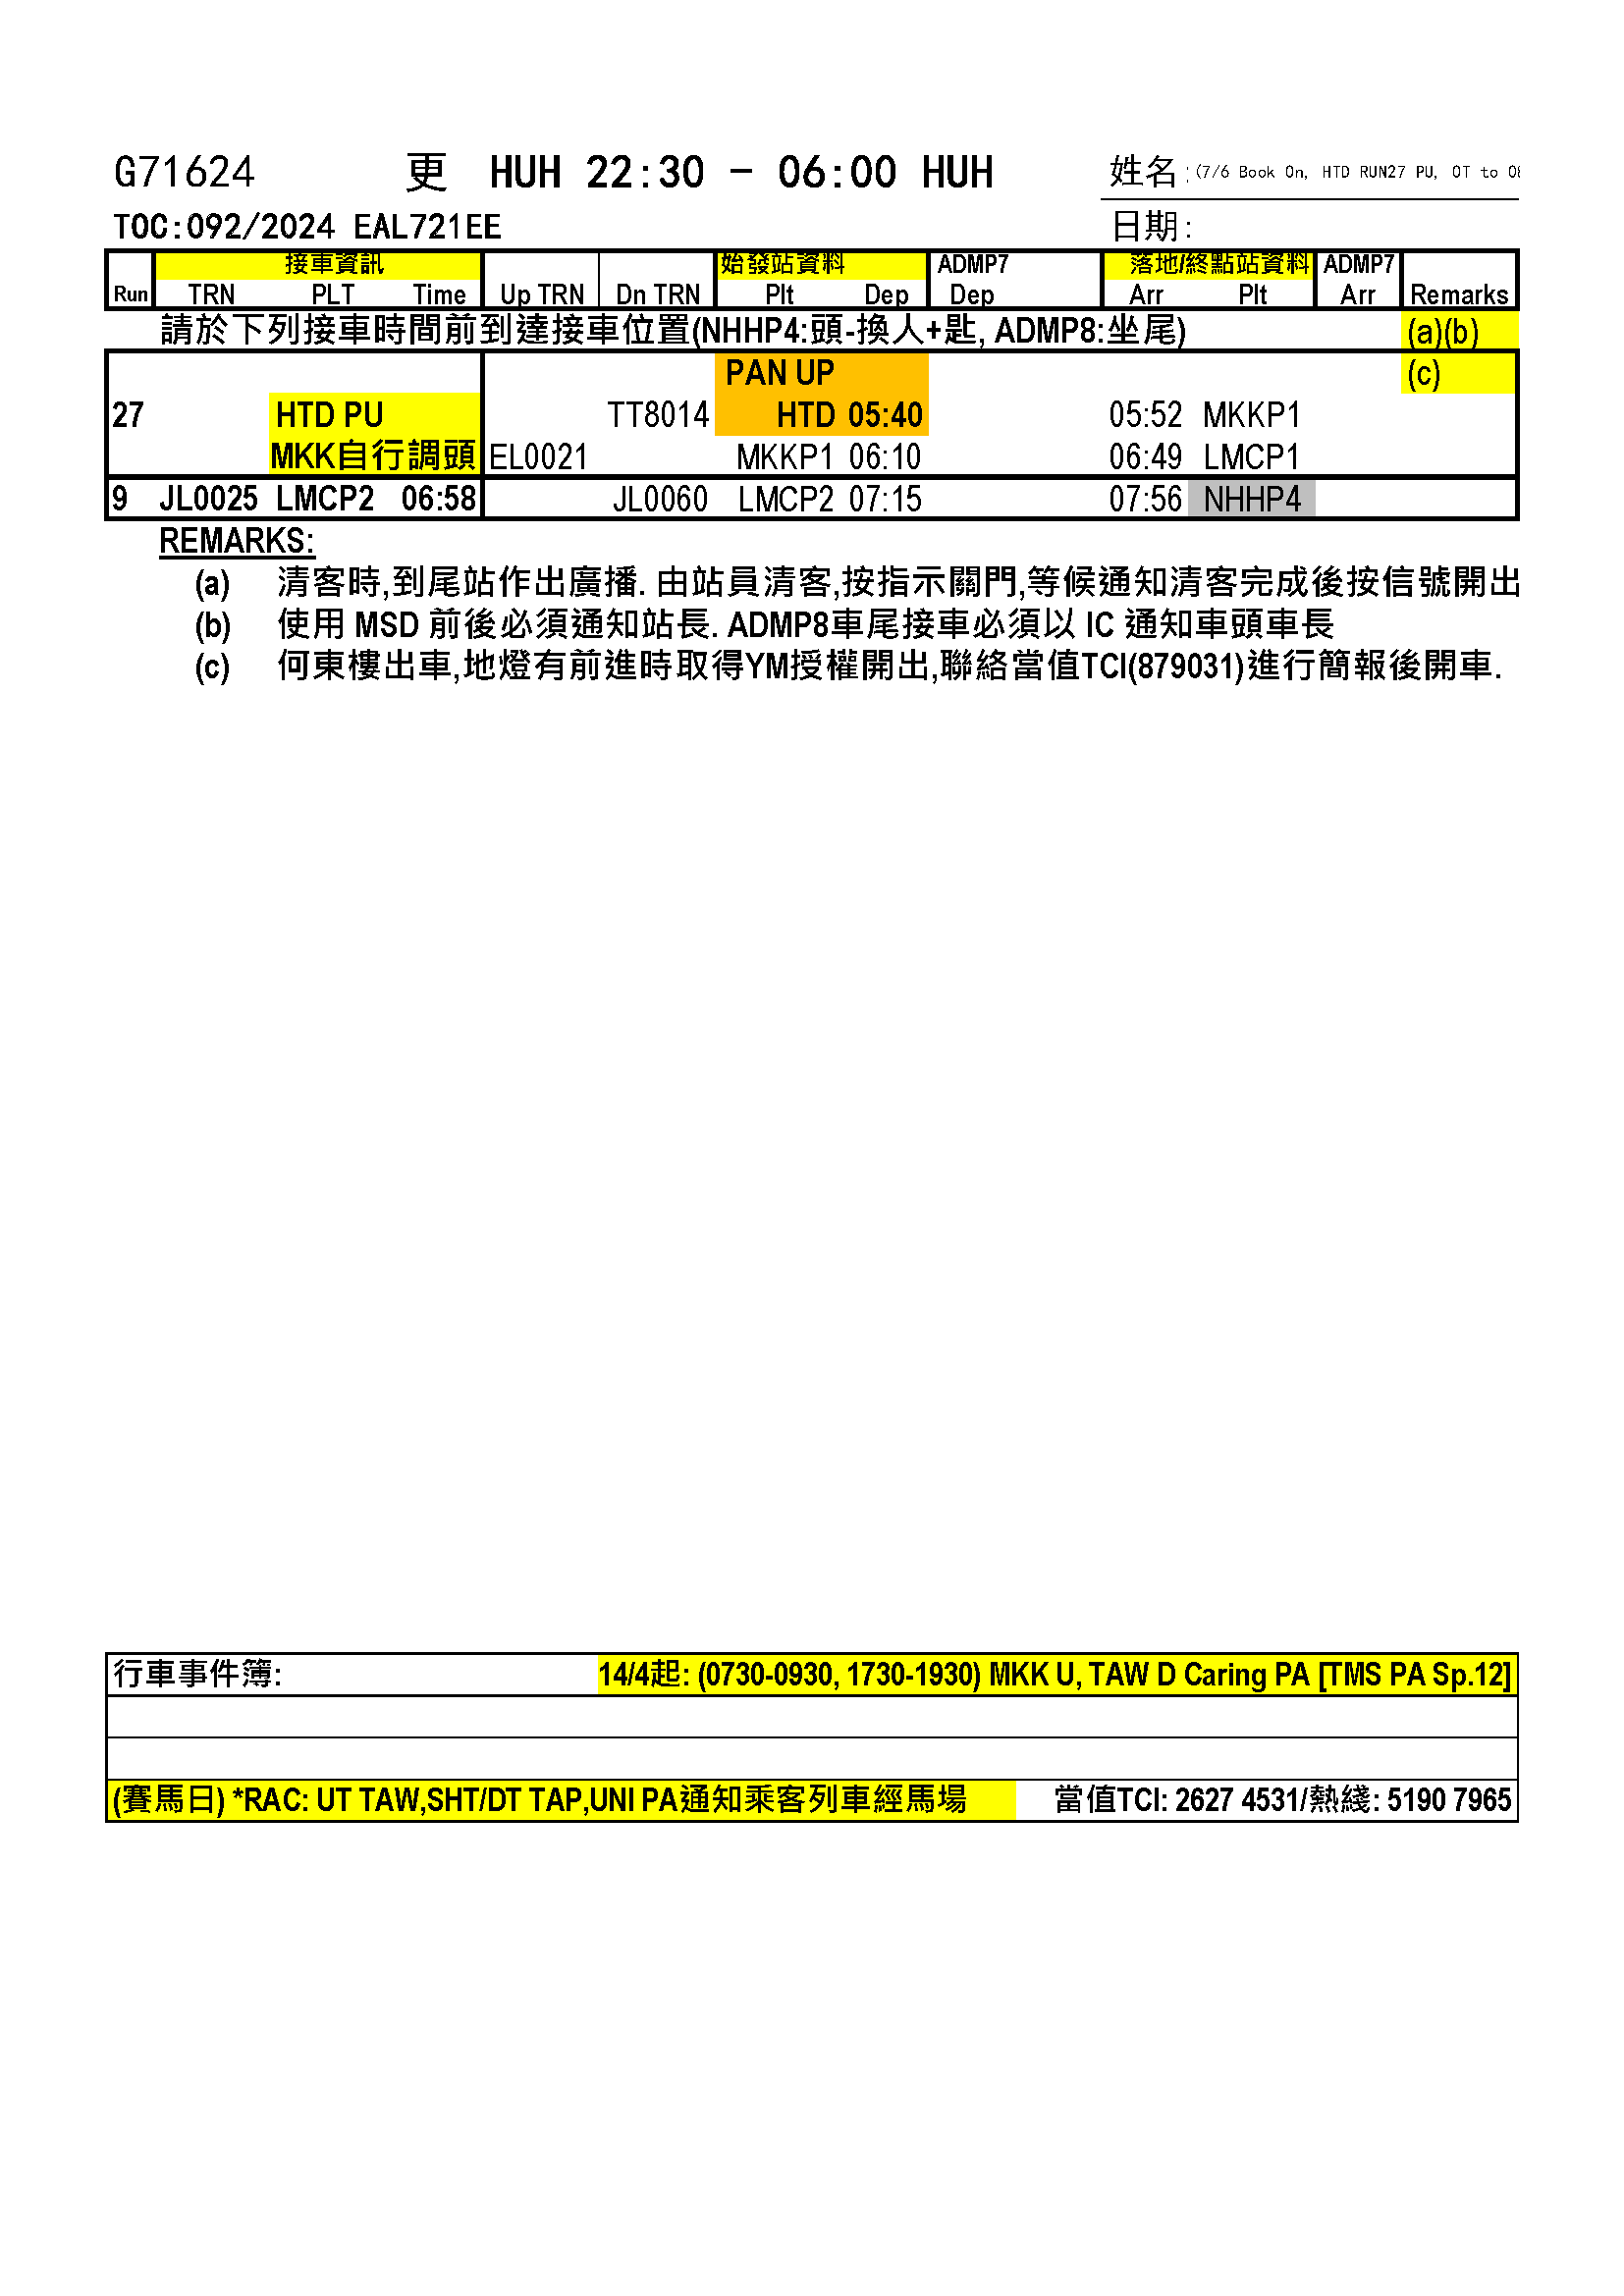 G71624 更 HUH 22:30 - 06:00 HUH 姓名:(7/6 Book On, HTD RUN27 PU, OT to
TOC:092/2024 EAL721EE 日期:
接車資訊 始發站資料 ADMP7 落地/終點站資料 ADMP7
Run TRN PLT Time Up TRN Dn TRN Plt Dep Dep Arr Plt Arr Remarks
請於下列接車時間前到達接車位置(NHHP4:頭-換人+匙, ADMP8:坐尾) (a)(b)
PAN UP (c)
27 HTD PU TT8014 HTD 05:40 05:52 MKKP1
MKK自行調頭 EL0021 MKKP1 06:10 06:49 LMCP1
9 JL0025 LMCP2 06:58 JL0060 LMCP2 07:15 07:56 NHHP4
REMARKS:
(a) 清客時,到尾站作出廣播. 由站員清客,按指示關門,等候通知清客完成後按信號開出
(b) 使用 MSD 前後必須通知站長. ADMP8車尾接車必須以 IC 通知車頭車長
(c) 何東樓出車,地燈有前進時取得YM授權開出,聯絡當值TCI(879031)進行簡報後開車.
行車事件簿: 14/4起: (0730-0930, 1730-1930) MKK U, TAW D Caring PA [TMS PA Sp.12]
(賽馬日) *RAC: UT TAW,SHT/DT TAP,UNI PA通知乘客列車經馬場 當值TCI: 2627 4531/熱綫: 5190 7965